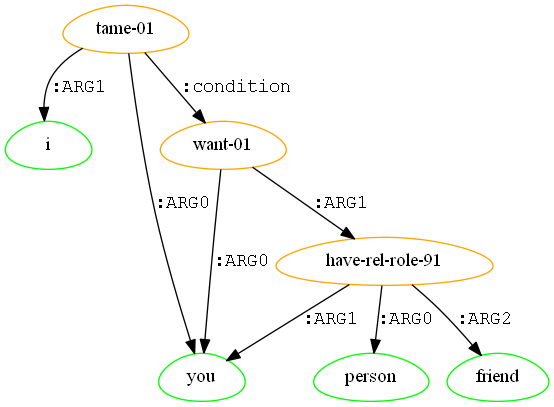 tame-01
:ARG1
:condition
i
want-01
:ARG0
:ARG1
:ARG0
have-rel-role-91
:ARG1
:ARG0
:ARG2
you
person
friend